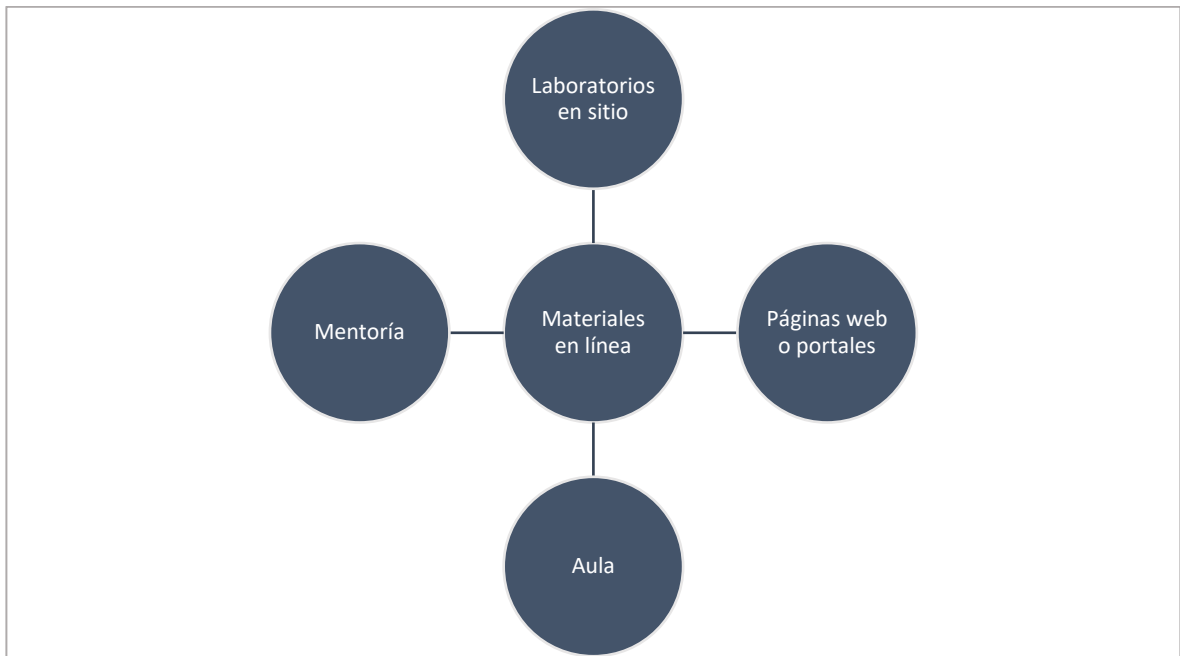 Laboratorios
en sitio
Mentoría
Materiales
en línea
Páginas web
o portales
Aula